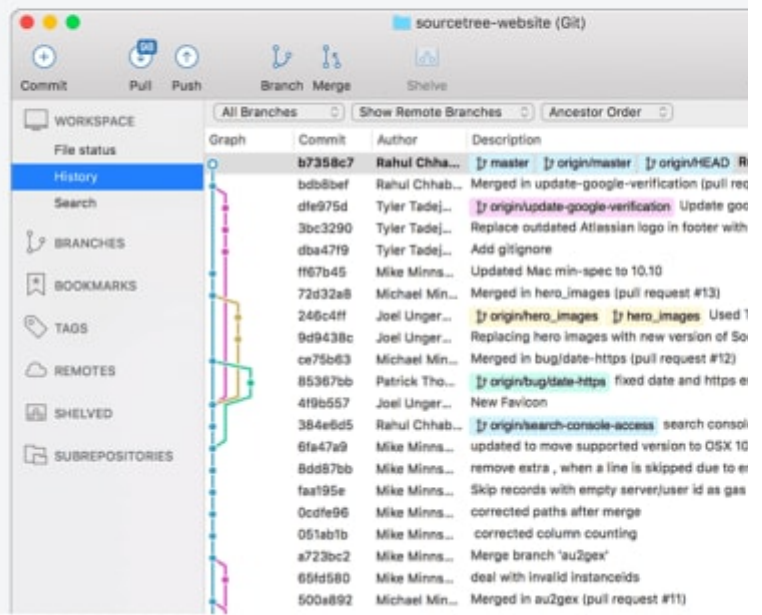 sourcetree-website (Git)
Commit Pull Push Branch Merge Shelve
All Branches Show Remote Branches Ancestor Order
WORKSPACE
File status
History
Search
BRANCHES
BOOKMARKS
TAGS
REMOTES
SHELVED
SUBREPOSITORIES
Graph Commit Author Description
b7358c7 Rahul Chha... master origin/master origin/HEAD
bdb8bef Rahul Chhab... Merged in update-google-verification (pull req
dfe975d Tyler Tadej... origin/update-google-verification Update goo
3bc3290 Tyler Tadej... Replace outdated Atlassian logo in footer with
dba47f9 Tyler Tadej... Add gitignore
ff67b45 Mike Minns... Updated Mac min-spec to 10.10
72d32a8 Michael Min... Merged in hero_images (pull request #13)
246c4ff Joel Unger... origin/hero_images hero_images Used
9d9438c Joel Unger... Replacing hero images with new version of So
ce75b63 Michael Min... Merged in bug/date-https (pull request #12)
85367bb Patrick Tho... origin/bug/date-https fixed date and https e
4f9b557 Joel Unger... New Favicon
384e6d5 Rahul Chhab... origin/search-console-access search consol
6fa47a9 Mike Minns... updated to move supported version to OSX 10
8dd87bb Mike Minns... remove extra , when a line is skipped due to e
faa195e Mike Minns... Skip records with empty server/user id as gas
0cdfe96 Mike Minns... corrected paths after merge
051ab1b Mike Minns... corrected column counting
a723bc2 Mike Minns... Merge branch 'au2gex'
65fd580 Mike Minns... deal with invalid instanceids
500a892 Michael Min... Merged in au2gex (pull request #11)